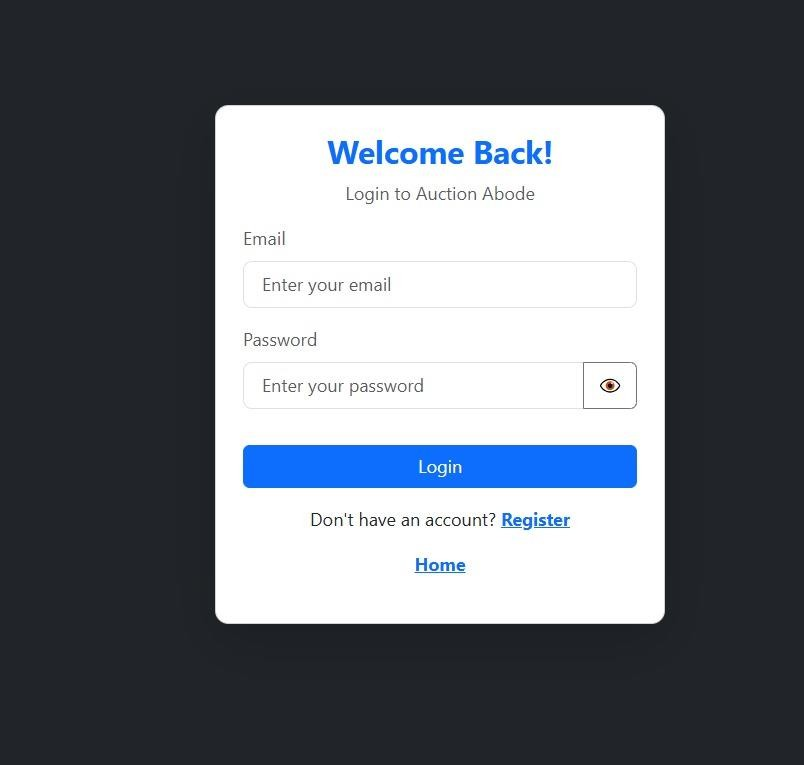 Welcome Back!
Login to Auction Abode
Email
Enter your email
Password
Enter your password
Login
Don't have an account? Register
Home